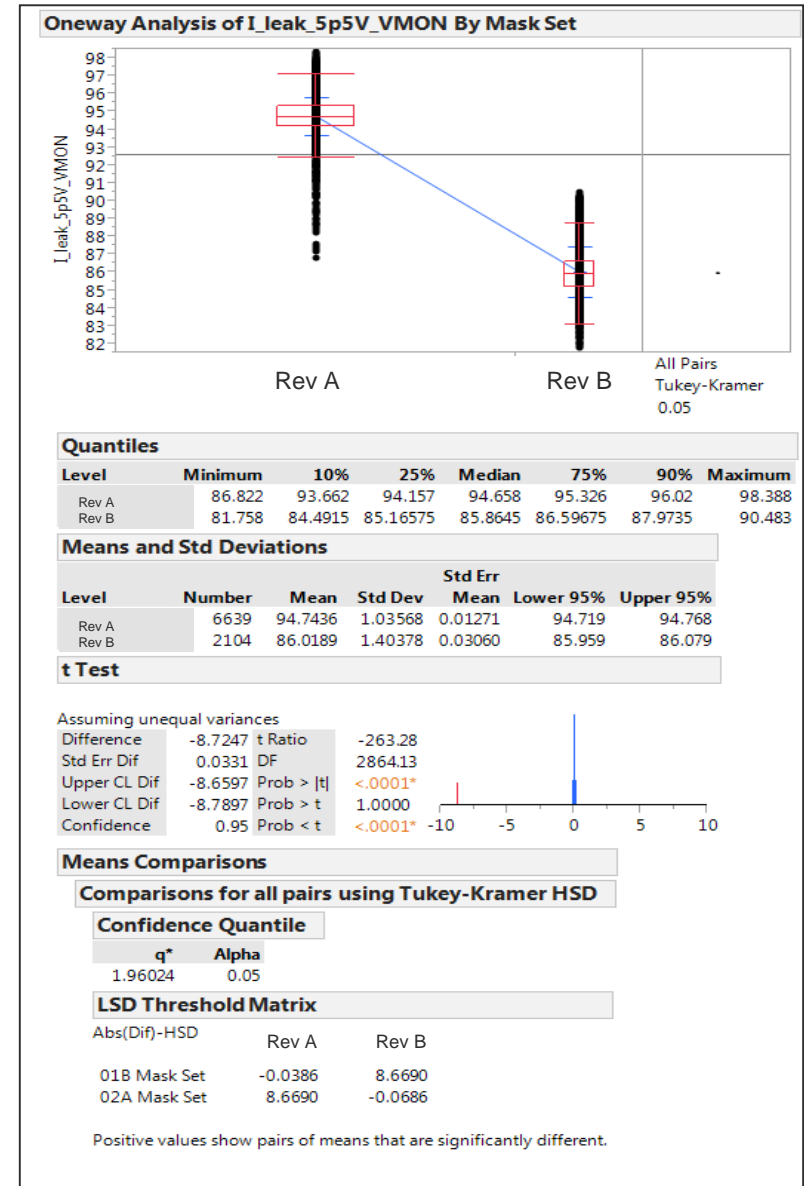 Oneway Analysis of I_leak_5p5V_VMON By Mask Set
98
97
96
95
94
93
92
91
90
89
88
87
86
85
84
83
82
I_leak_5p5V_VMON
Rev A Rev B
All Pairs
Tukey-Kramer
0.05
Quantiles
Level Minimum 10% 25% Median 75% 90% Maximum
Rev A 86.822 93.662 94.157 94.658 95.326 96.02 98.388
Rev B 81.758 84.4915 85.16575 85.8645 86.59675 87.9735 90.483
Means and Std Deviations
Std Err
Level Number Mean Std Dev Mean Lower 95% Upper 95%
Rev A 6639 94.7436 1.03568 0.01271 94.719 94.768
Rev B 2104 86.0189 1.40378 0.03060 85.959 86.079
t Test
Assuming unequal variances
Difference -8.7247 t Ratio -263.28
Std Err Dif 0.0331 DF 2864.13
Upper CL Dif -8.6597 Prob > |t| <.0001*
Lower CL Dif -8.7897 Prob > t 1.0000
Confidence 0.95 Prob < t <.0001*
-10 -5 0 5 10
Means Comparisons
Comparisons for all pairs using Tukey-Kramer HSD
Confidence Quantile
q* Alpha
1.96024 0.05
LSD Threshold Matrix
Abs(Dif)-HSD Rev A Rev B
01B Mask Set -0.0386 8.6690
02A Mask Set 8.6690 -0.0686
Positive values show pairs of means that are significantly different.